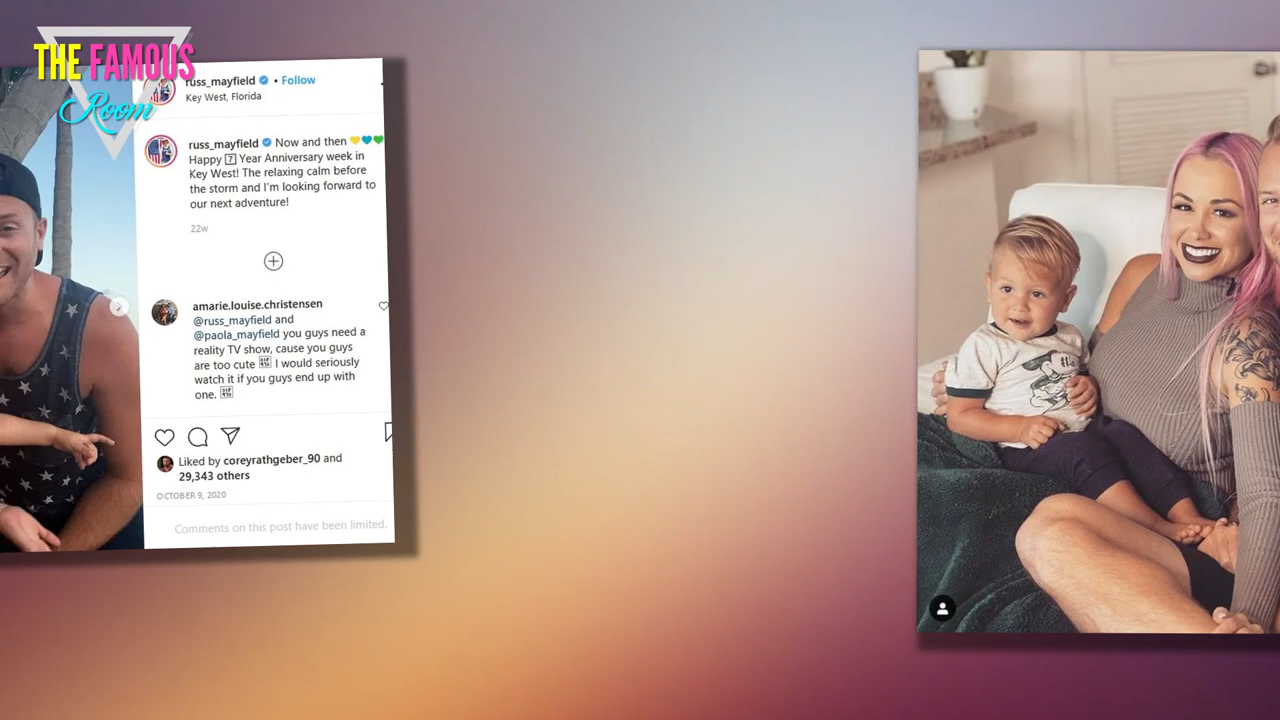 THE FAMOUS
Room
russ_mayfield • Follow
Key West, Florida
russ_mayfield Now and then 💛💙💚
Happy 7️⃣ Year Anniversary week in
Key West! The relaxing calm before
the storm and I'm looking forward to
our next adventure!
22w
amarie.louise.christensen
@russ_mayfield and
@paola_mayfield you guys need a
reality TV show, cause you guys
are too cute I would seriously
watch it if you guys end up with
one.
Liked by coreyrathgeber_90 and
29,343 others
OCTOBER 9, 2020
Comments on this post have been limited.